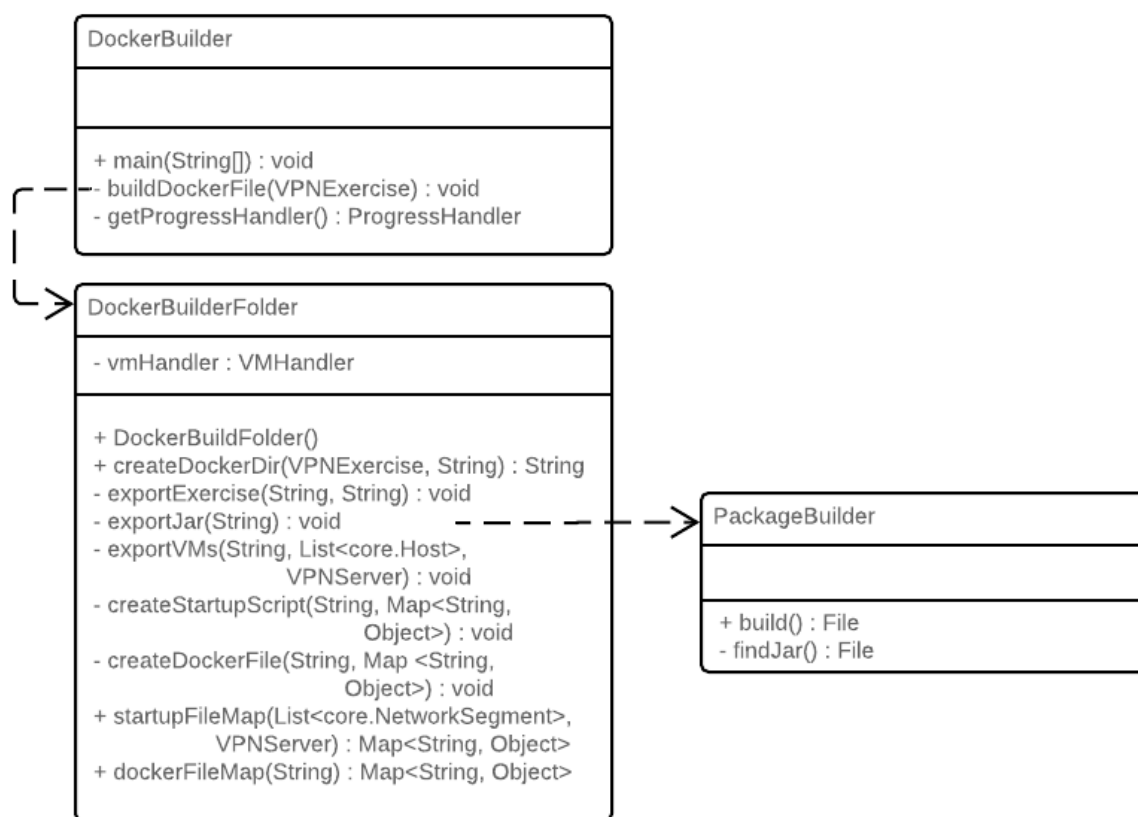 DockerBuilder
+ main(String[]) : void
- buildDockerFile(VPNExercise) : void
- getProgressHandler() : ProgressHandler
DockerBuilderFolder
- vmHandler : VMHandler
+ DockerBuildFolder()
+ createDockerDir(VPNExercise, String) : String
- exportExercise(String, String) : void
- exportJar(String) : void
- exportVMs(String, List<core.Host>,
VPNServer) : void
- createStartupScript(String, Map<String,
Object>) : void
- createDockerFile(String, Map <String,
Object>) : void
+ startupFileMap(List<core.NetworkSegment>,
VPNServer) : Map<String, Object>
+ dockerFileMap(String) : Map<String, Object>
PackageBuilder
+ build() : File
- findJar() : File